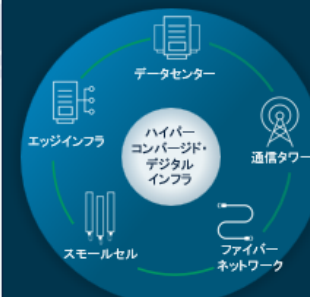 データセンター
エッジインフラ
ハイパー
コンバージド・
デジタル
インフラ
通信タワー
スモールセル
ファイバー
ネットワーク